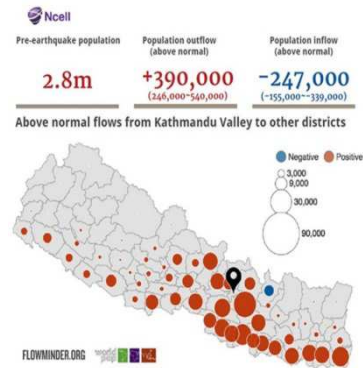 Ncell
Pre-earthquake population
2.8m
Population outflow
(above normal)
+390,000
(246,000–540,000)
Population inflow
(above normal)
-247,000
(-155,000–-339,000)
Above normal flows from Kathmandu Valley to other districts
Negative Positive
3,000
9,000
30,000
90,000
FLOWMINDER.ORG